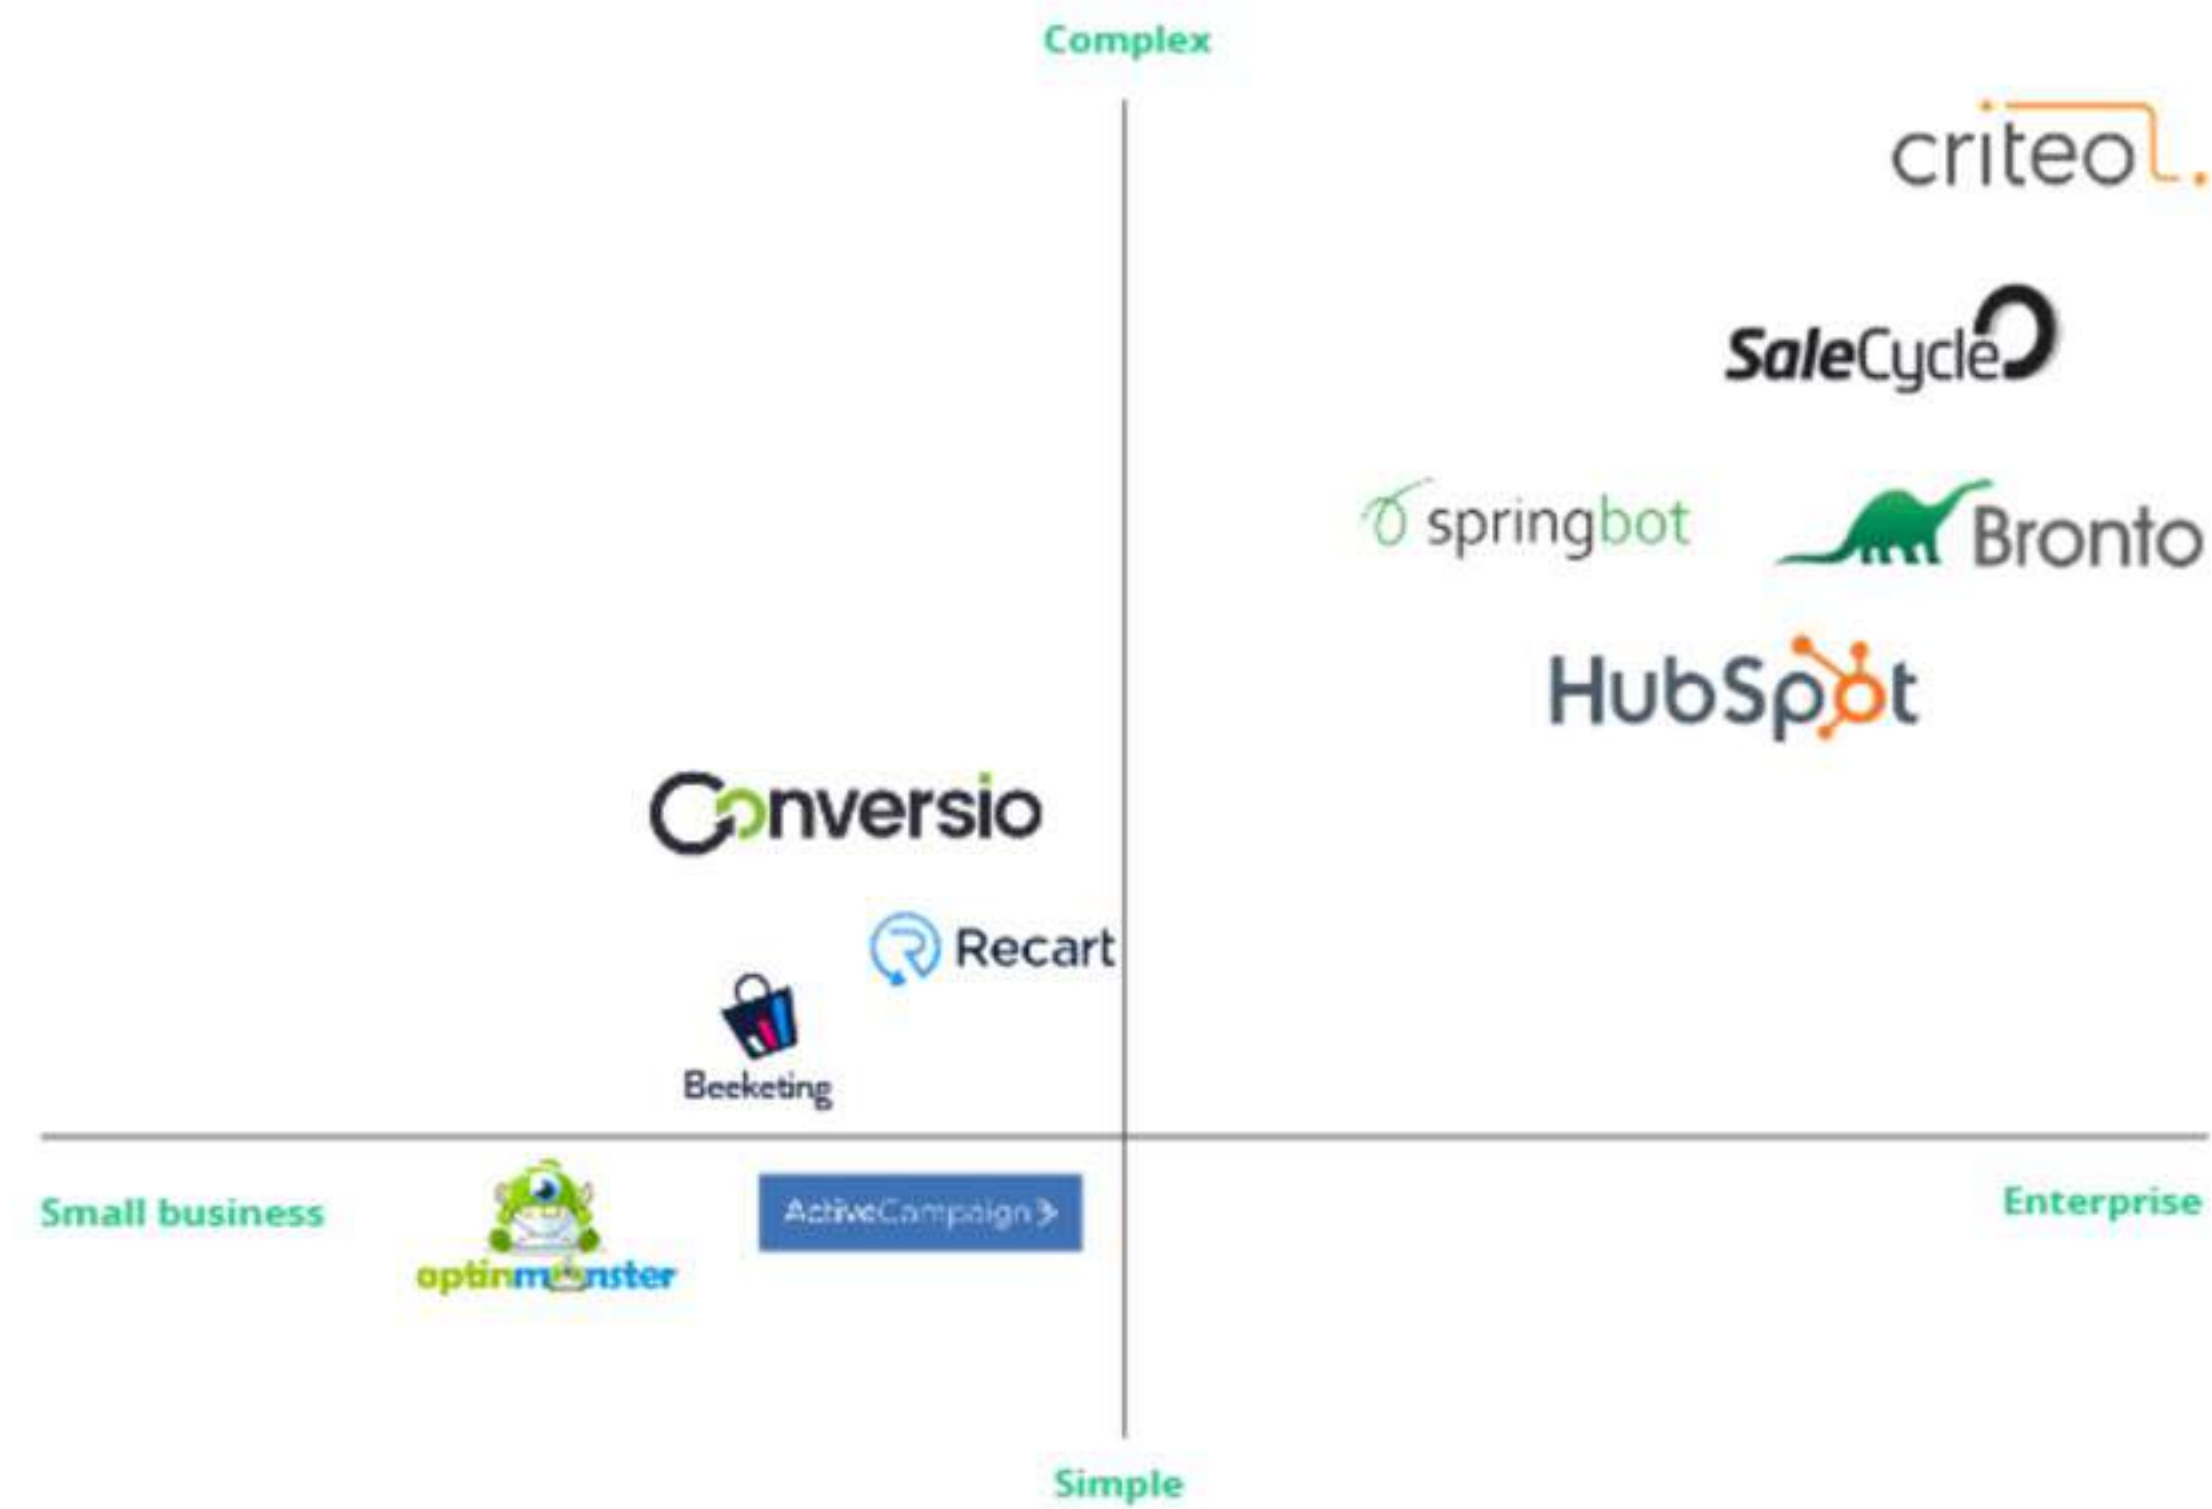 Complex
criteo
SaleCycle
springbot
Bronto
HubSpot
Conversio
Recart
Beeketing
Small business
optinmonster
ActiveCampaign
Enterprise
Simple